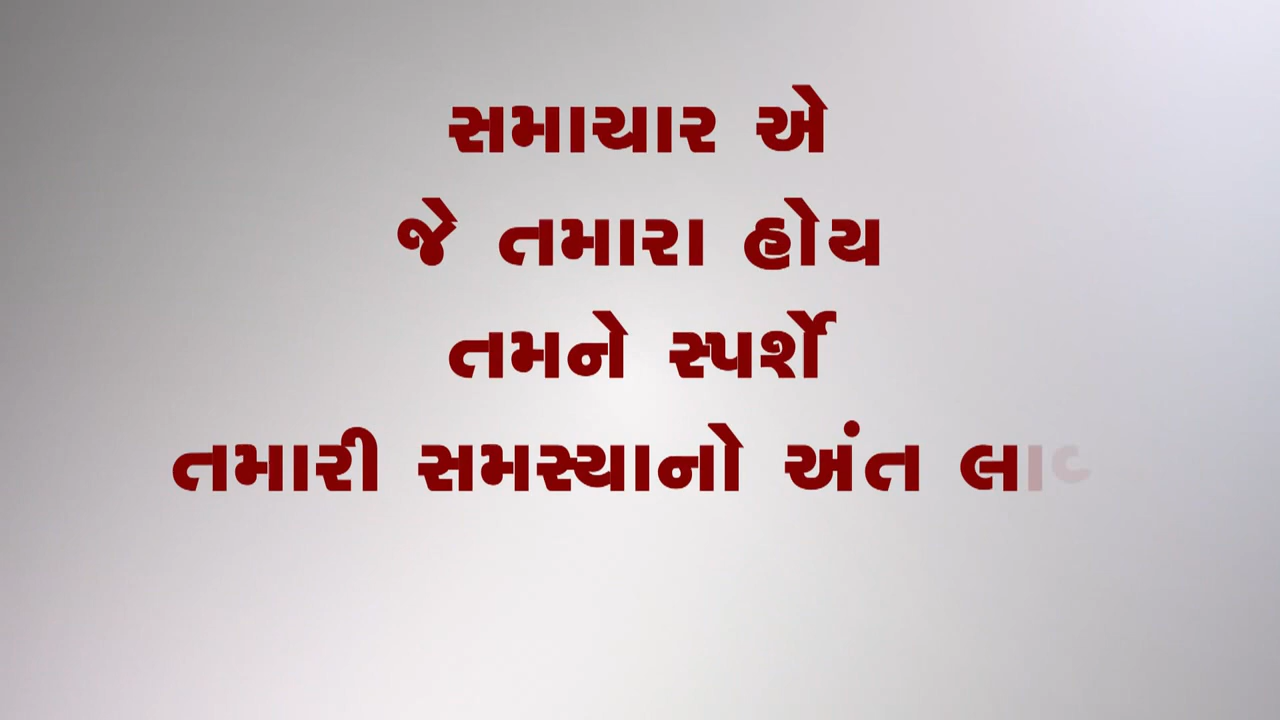 સમાચાર એ
જે તમારા હોય
તમને સ્પર્શે
તમારી સમસ્યાનો અંત